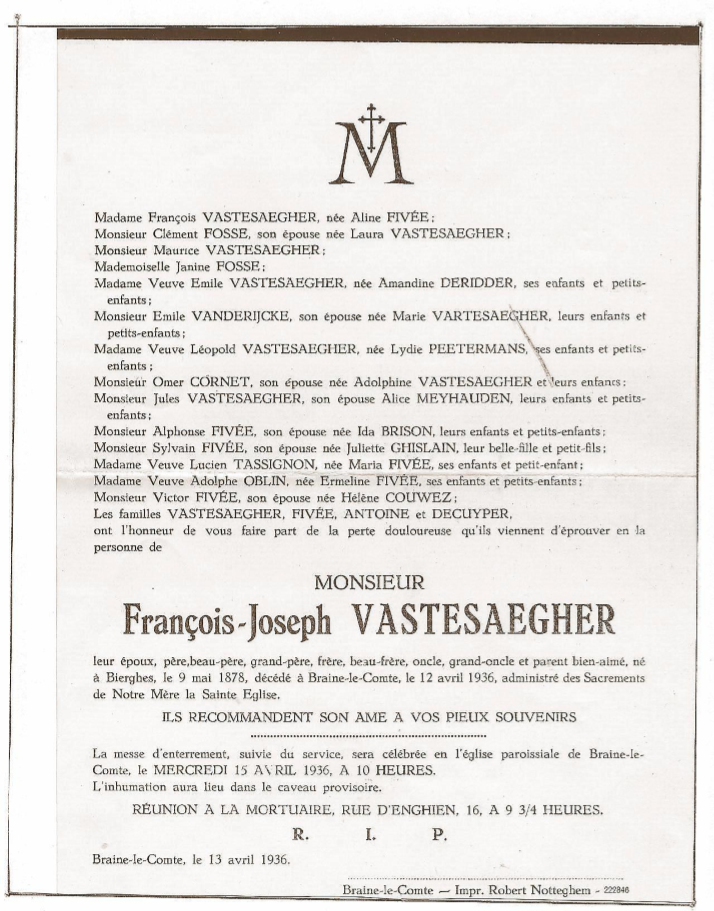 M
Madame François VASTESAEGHER, née Aline FIVÉE;
Monsieur Clément FOSSE, son épouse née Laura VASTESAEGHER;
Monsieur Maurice VASTESAEGHER;
Mademoiselle Janine FOSSE;
Madame Veuve Emile VASTESAEGHER, née Amandine DERIDDER, ses enfants et petits-
enfants;
Monsieur Emile VANDERIJCKE, son épouse née Marie VARTESAEGHER, leurs enfants et
petits-enfants;
Madame Veuve Léopold VASTESAEGHER, née Lydie PEETERMANS, ses enfants et petits-
enfants;
Monsieur Omer CORNET, son épouse née Adolphine VASTESAEGHER et leurs enfants;
Monsieur Jules VASTESAEGHER, son épouse Alice MEYHAUDEN, leurs enfants et petits-
enfants;
Monsieur Alphonse FIVÉE, son épouse née Ida BRISON, leurs enfants et petits-enfants;
Monsieur Sylvain FIVÉE, son épouse née Juliette GHISLAIN, leur belle-fille et petit-fils;
Madame Veuve Lucien TASSIGNON, née Maria FIVÉE, ses enfants et petit-enfant;
Madame Veuve Adolphe OBLIN, née Ermeline FIVÉE, ses enfants et petits-enfants;
Monsieur Victor FIVÉE, son épouse née Hélène COUWEZ;
Les familles VASTESAEGHER, FIVÉE, ANTOINE et DECUYPER,
ont l'honneur de vous faire part de la perte douloureuse qu'ils viennent d'éprouver en la
personne de
MONSIEUR
François-Joseph VASTESAEGHER
leur époux, père,beau-père, grand-père, frère, beau-frère, oncle, grand-oncle et parent bien-aimé, né
à Bierghes, le 9 mai 1878, décédé à Braine-le-Comte, le 12 avril 1936, administré des Sacrements
de Notre Mère la Sainte Eglise.
ILS RECOMMANDENT SON AME A VOS PIEUX SOUVENIRS
La messe d'enterrement, suivie du service, sera célébrée en l'église paroissiale de Braine-le-
Comte, le MERCREDI 15 AVRIL 1936, A 10 HEURES.
L'inhumation aura lieu dans le caveau provisoire.
RÉUNION A LA MORTUAIRE, RUE D'ENGHIEN, 16, A 9 3/4 HEURES.
R. I. P.
Braine-le-Comte, le 13 avril 1936.
Braine-le-Comte — Impr. Robert Notteghem - 222846